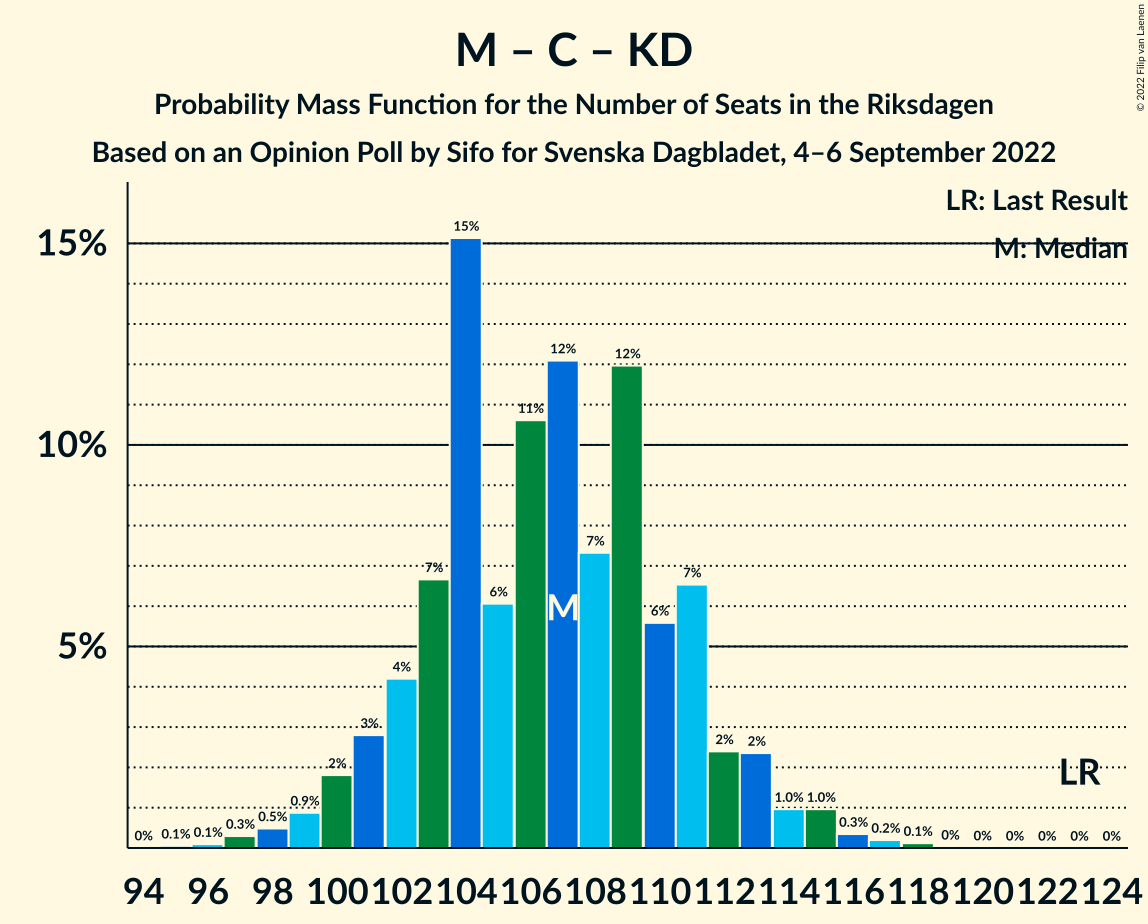 M – C – KD
Probability Mass Function for the Number of Seats in the Riksdagen
Based on an Opinion Poll by Sifo for Svenska Dagbladet, 4–6 September 2022
© 2022 Filip van Laenen
LR: Last Result
M: Median
15%
10%
5%
0% 0.1% 0.1% 0.3% 0.5% 0.9% 2% 3% 4% 7% 15% 6% 11% 12% 7% 12% 6% 7% 2% 2% 1.0% 1.0% 0.3% 0.2% 0.1% 0% 0% 0% 0% 0% 0%
M
LR
94 96 98 100 102 104 106 108 110 112 114 116 118 120 122 124